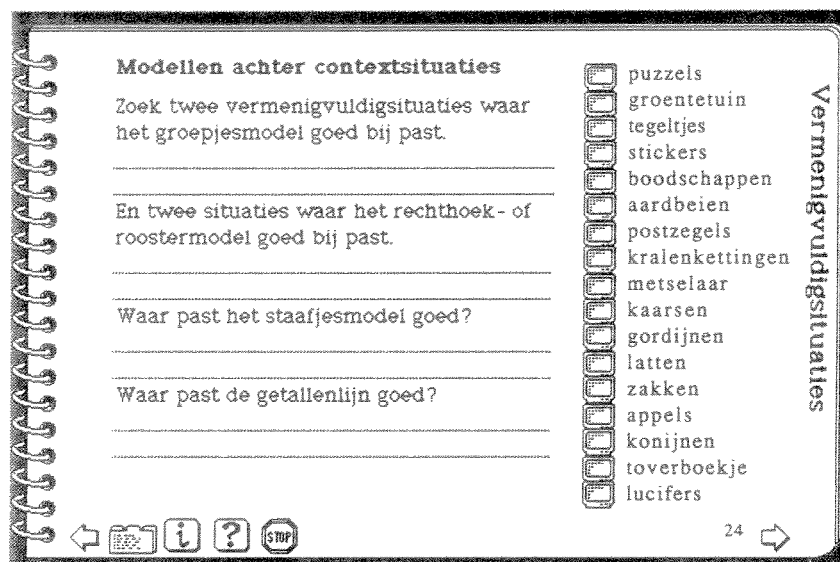 Modellen achter contextsituaties
Zoek twee vermenigvuldigsituaties waar
het groepjesmodel goed bij past.
En twee situaties waar het rechthoek- of
roostermodel goed bij past.
Waar past het staafjesmodel goed?
Waar past de getallenlijn goed?
puzzels
groentetuin
tegeltjes
stickers
boodschappen
aardbeien
postzegels
kralenkettingen
metselaar
kaarsen
gordijnen
latten
zakken
appels
konijnen
toverboekje
lucifers
Vermenigvuldigsituaties
i
?
STOP
24